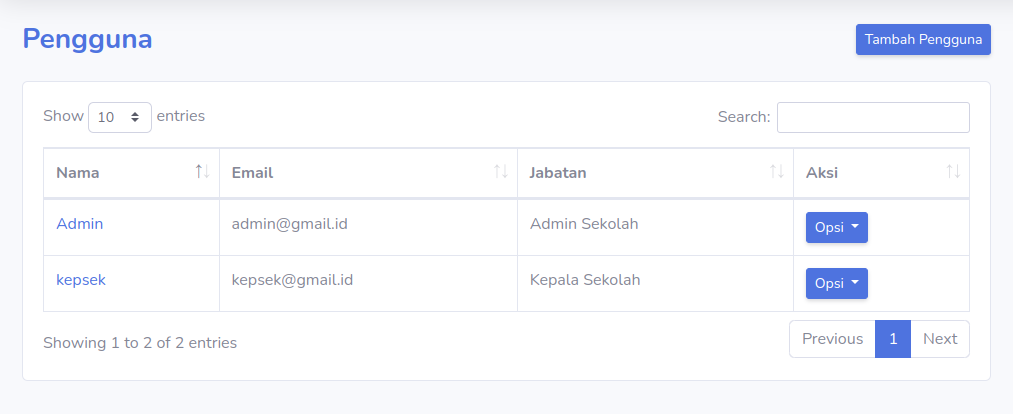 Pengguna
Tambah Pengguna
Show 10 entries
Search:
Nama Email Jabatan Aksi
Admin admin@gmail.id Admin Sekolah Opsi
kepsek kepsek@gmail.id Kepala Sekolah Opsi
Showing 1 to 2 of 2 entries
Previous 1 Next